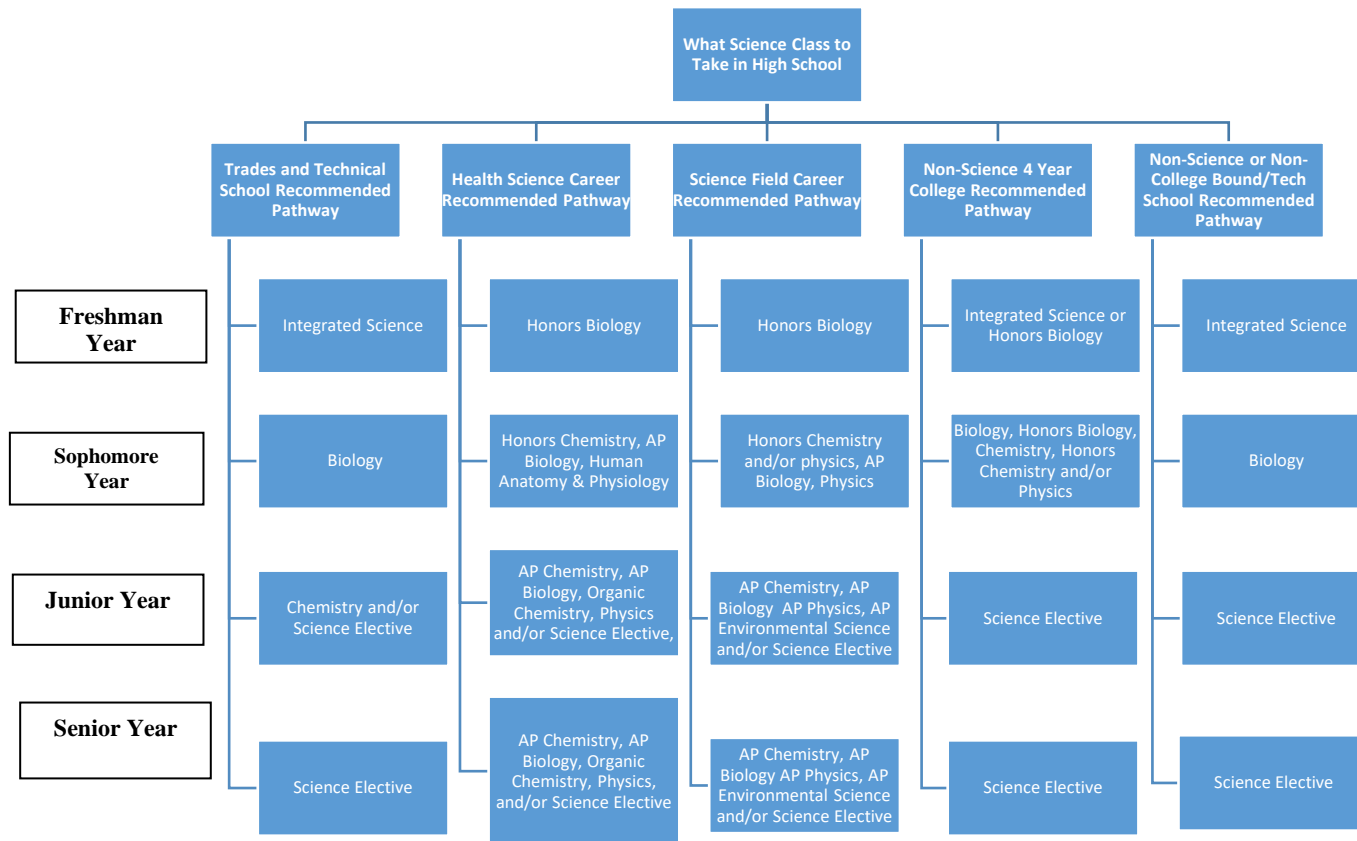 What Science Class to
Take in High School
Trades and Technical
School Recommended
Pathway
Health Science Career
Recommended Pathway
Science Field Career
Recommended Pathway
Non-Science 4 Year
College Recommended
Pathway
Non-Science or Non-
College Bound/Tech
School Recommended
Pathway
Freshman
Year
Integrated Science
Honors Biology
Honors Biology
Integrated Science or
Honors Biology
Integrated Science
Sophomore
Year
Biology
Honors Chemistry, AP
Biology, Human
Anatomy & Physiology
Honors Chemistry
and/or physics, AP
Biology, Physics
Biology, Honors Biology,
Chemistry, Honors
Chemistry and/or
Physics
Biology
Junior Year
Chemistry and/or
Science Elective
AP Chemistry, AP
Biology, Organic
Chemistry, Physics
and/or Science Elective,
AP Chemistry, AP
Biology AP Physics, AP
Environmental Science
and/or Science Elective
Science Elective
Science Elective
Senior Year
Science Elective
AP Chemistry, AP
Biology, Organic
Chemistry, Physics,
and/or Science Elective
AP Chemistry, AP
Biology AP Physics, AP
Environmental Science
and/or Science Elective
Science Elective
Science Elective